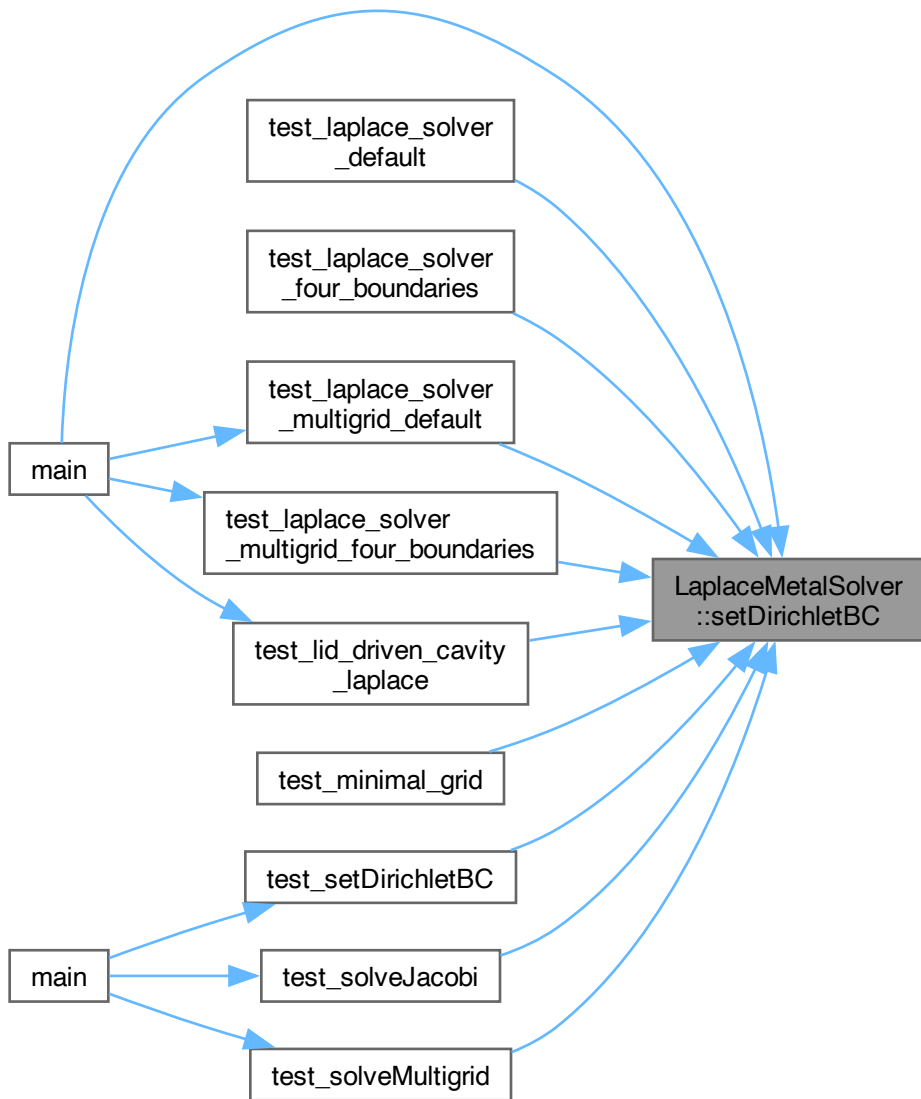 test_laplace_solver
_default
test_laplace_solver
_four_boundaries
test_laplace_solver
_multigrid_default
main
test_laplace_solver
_multigrid_four_boundaries
LaplaceMetalSolver
::setDirichletBC
test_lid_driven_cavity
_laplace
test_minimal_grid
test_setDirichletBC
main
test_solveJacobi
test_solveMultigrid